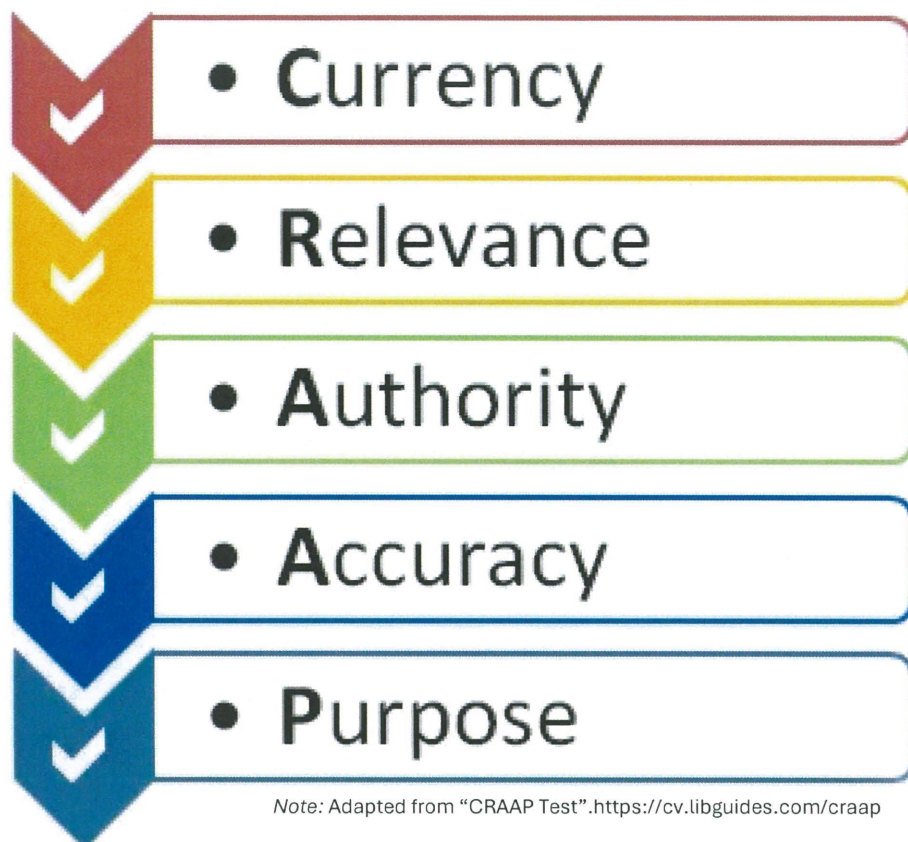 • Currency
• Relevance
• Authority
• Accuracy
• Purpose
Note: Adapted from “CRAAP Test”.https://cv.libguides.com/craap